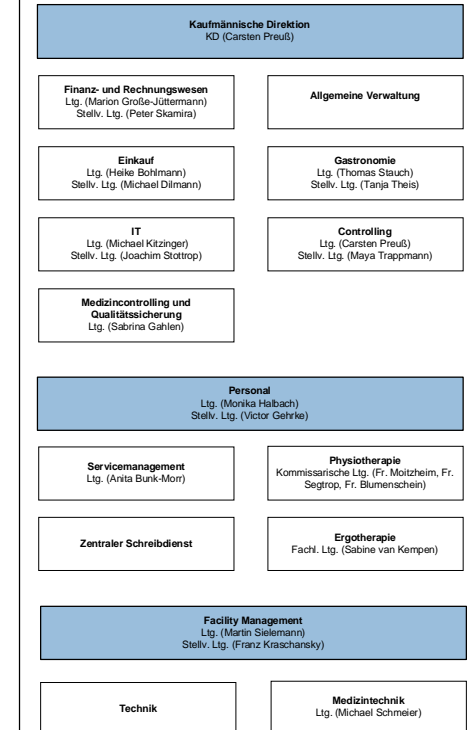 Kaufmännische Direktion
KD (Carsten Preuß)
Finanz- und Rechnungswesen
Ltg. (Marion Große-Jüttermann)
Stellv. Ltg. (Peter Skamira)
Allgemeine Verwaltung
Einkauf
Ltg. (Heike Bohlmann)
Stellv. Ltg. (Michael Dilmann)
Gastronomie
Ltg. (Thomas Stauch)
Stellv. Ltg. (Tanja Theis)
IT
Ltg. (Michael Kitzinger)
Stellv. Ltg. (Joachim Stottrop)
Controlling
Ltg. (Carsten Preuß)
Stellv. Ltg. (Maya Trappmann)
Medizincontrolling und
Qualitätssicherung
Ltg. (Sabrina Gahlen)
Personal
Ltg. (Monika Halbach)
Stellv. Ltg. (Victor Gehrke)
Servicemanagement
Ltg. (Anita Bunk-Morr)
Physiotherapie
Kommissarische Ltg. (Fr. Moitzheim, Fr.
Segtrop, Fr. Blumenschein)
Zentraler Schreibdienst
Ergotherapie
Fachl. Ltg. (Sabine van Kempen)
Facility Management
Ltg. (Martin Sielemann)
Stellv. Ltg. (Franz Kraschansky)
Technik
Medizintechnik
Ltg. (Michael Schmeier)